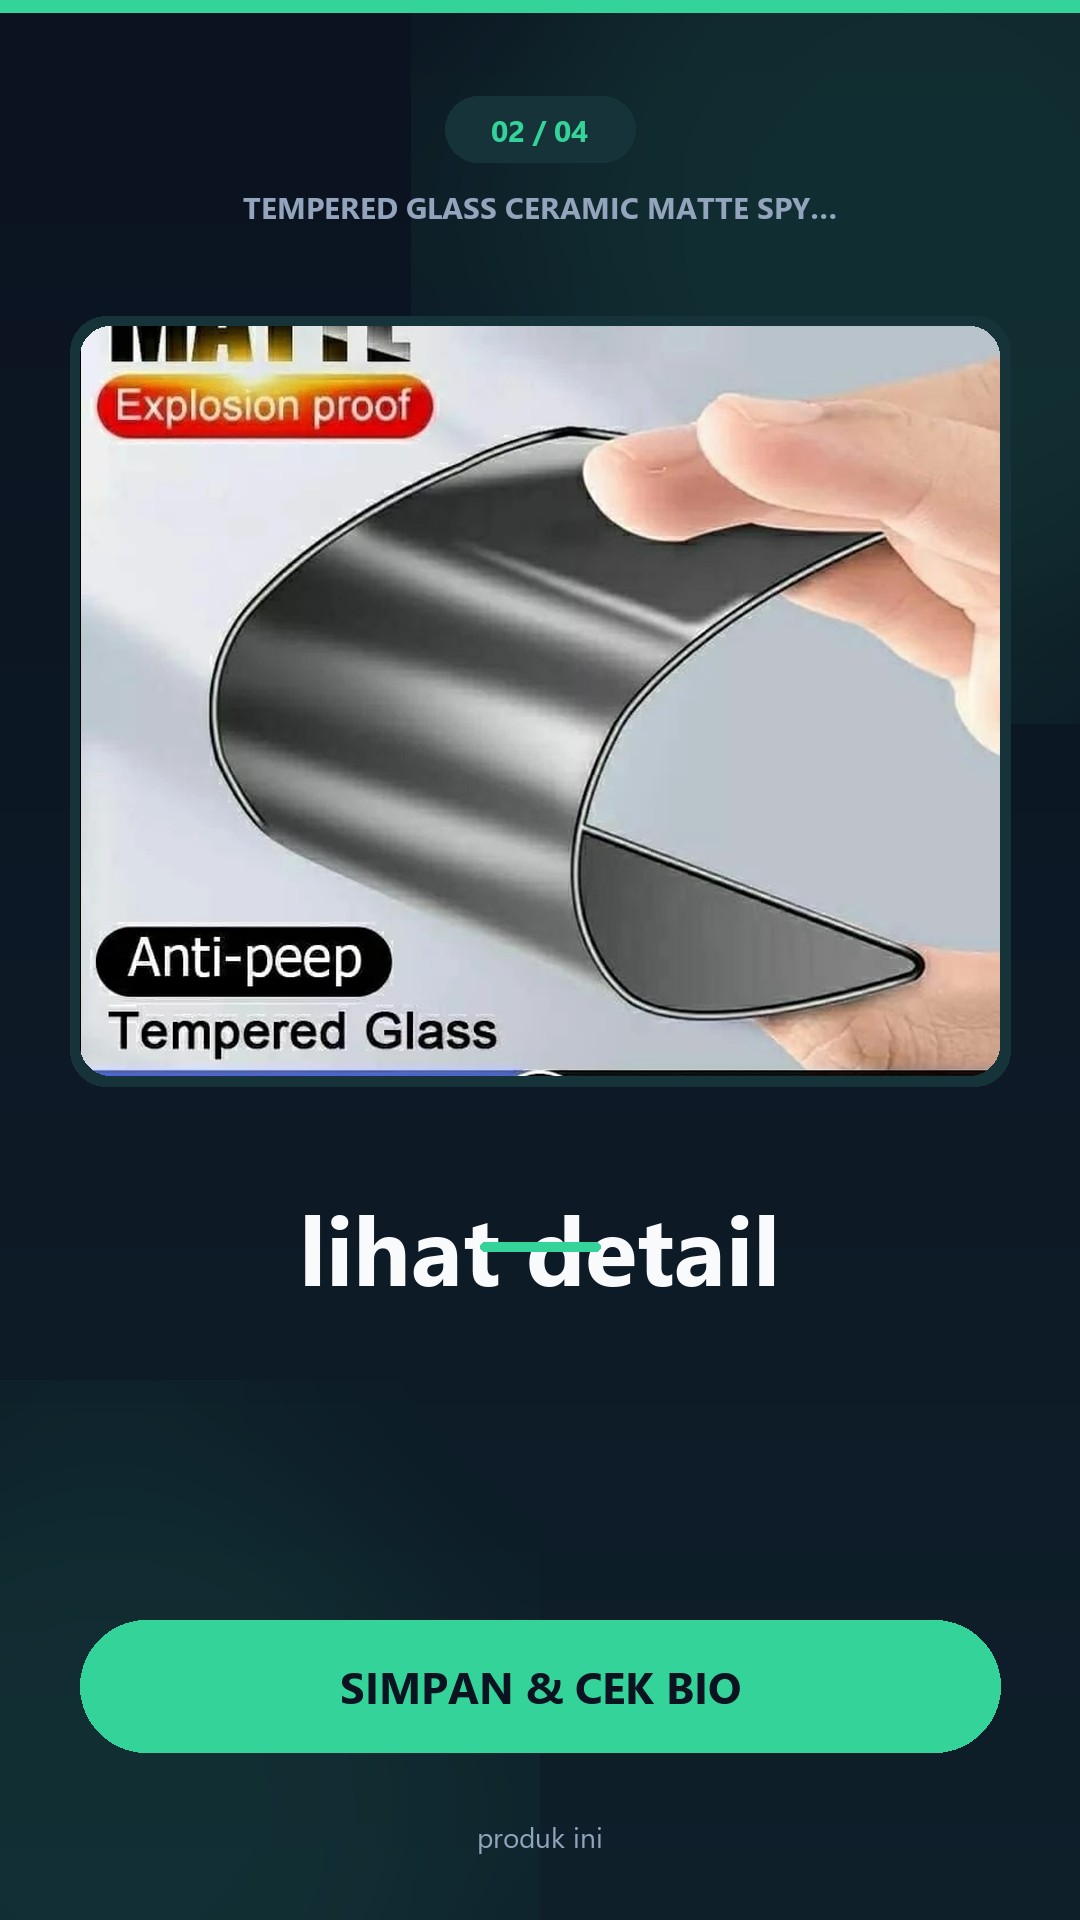 02 / 04
TEMPERED GLASS CERAMIC MATTE SPY...
MATTE
Explosion proof
Anti-peep
Tempered Glass
lihat detail
SIMPAN & CEK BIO
produk ini